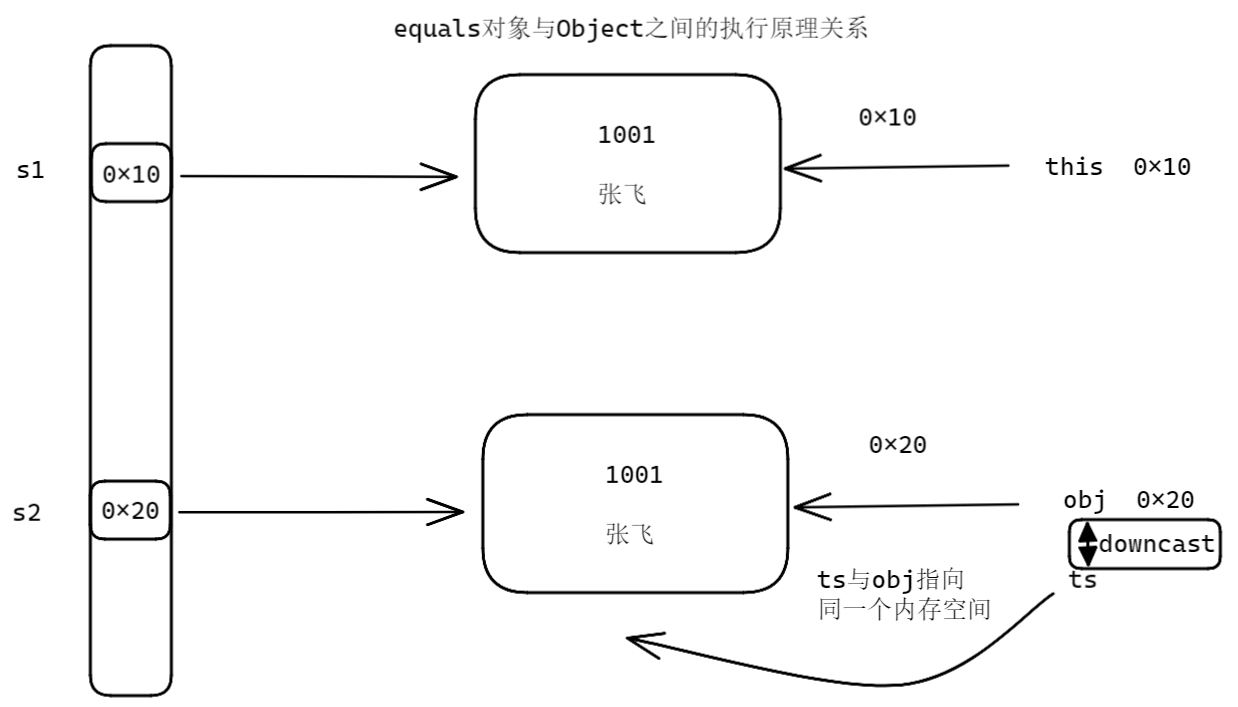 equals对象与Object之间的执行原理关系
s1
0×10
1001
张飞
0×10
this 0×10
s2
0×20
1001
张飞
0×20
obj 0×20
downcast
ts
ts与obj指向
同一个内存空间